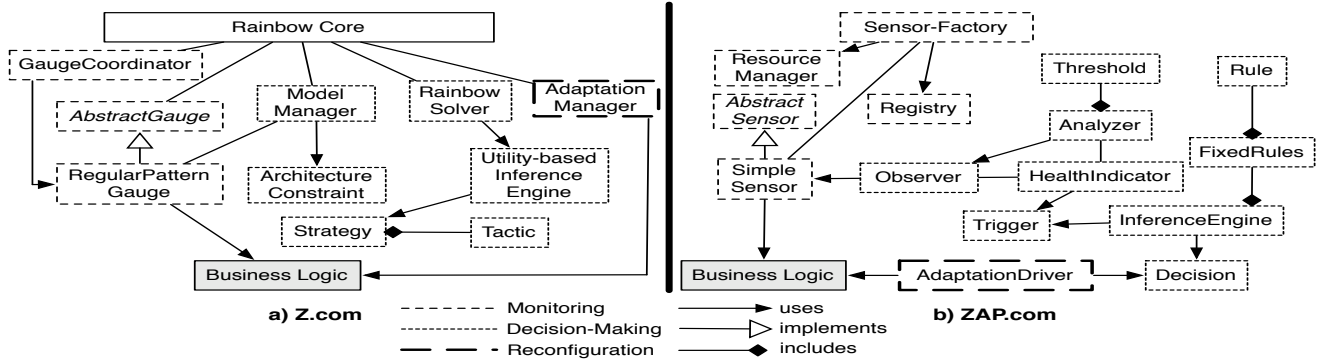 Rainbow Core
GaugeCoordinator
AbstractGauge
Model
Manager
Rainbow
Solver
Adaptation
Manager
RegularPattern
Gauge
Architecture
Constraint
Utility-based
Inference
Engine
Strategy
Tactic
Business Logic
a) Z.com
Sensor-Factory
Resource
Manager
Abstract
Sensor
Registry
Threshold
Rule
Analyzer
FixedRules
Simple
Sensor
Observer
HealthIndicator
Trigger
InferenceEngine
Business Logic
AdaptationDriver
Decision
b) ZAP.com
Monitoring
Decision-Making
Reconfiguration
uses
implements
includes